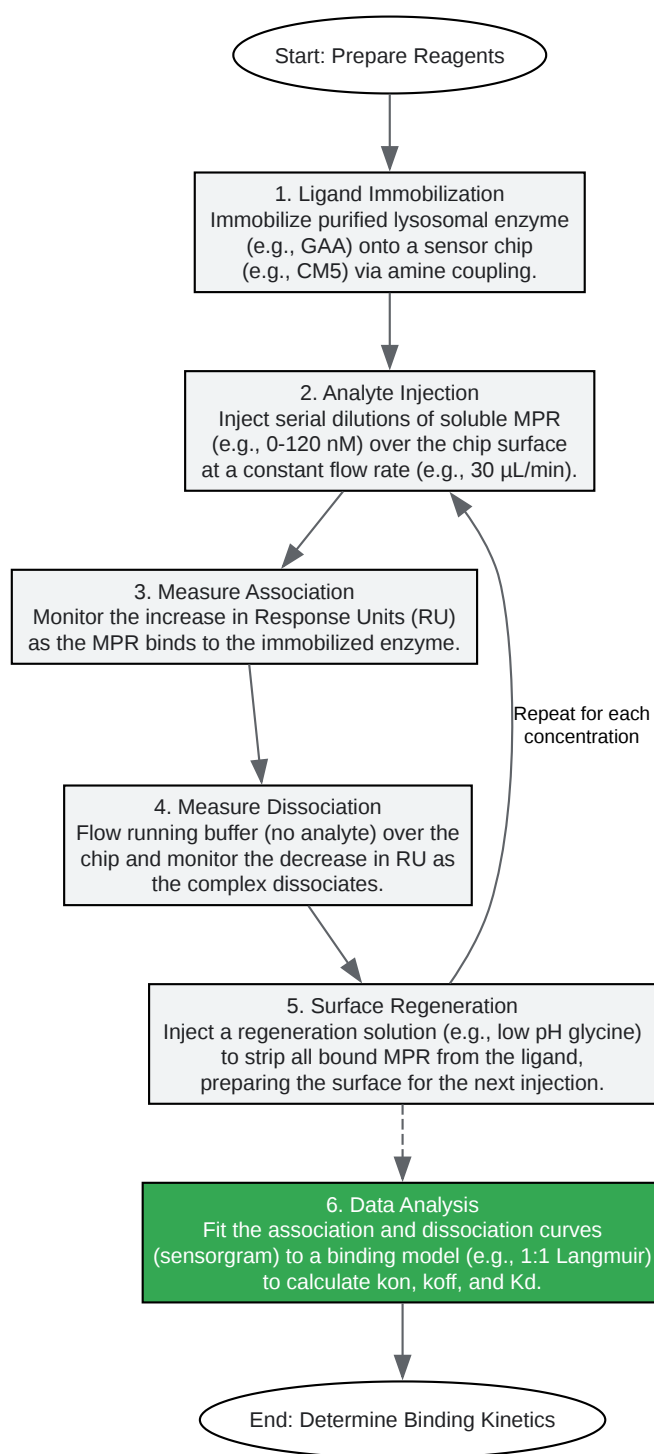 Start: Prepare Reagents
1. Ligand Immobilization
Immobilize purified lysosomal enzyme
(e.g., GAA) onto a sensor chip
(e.g., CM5) via amine coupling.
2. Analyte Injection
Inject serial dilutions of soluble MPR
(e.g., 0-120 nM) over the chip surface
at a constant flow rate (e.g., 30 µL/min).
3. Measure Association
Monitor the increase in Response Units (RU)
as the MPR binds to the immobilized enzyme.
Repeat for each
concentration
4. Measure Dissociation
Flow running buffer (no analyte) over the
chip and monitor the decrease in RU as
the complex dissociates.
5. Surface Regeneration
Inject a regeneration solution (e.g., low pH glycine)
to strip all bound MPR from the ligand,
preparing the surface for the next injection.
6. Data Analysis
Fit the association and dissociation curves
(sensorgram) to a binding model (e.g., 1:1 Langmuir)
to calculate kon, koff, and Kd.
End: Determine Binding Kinetics